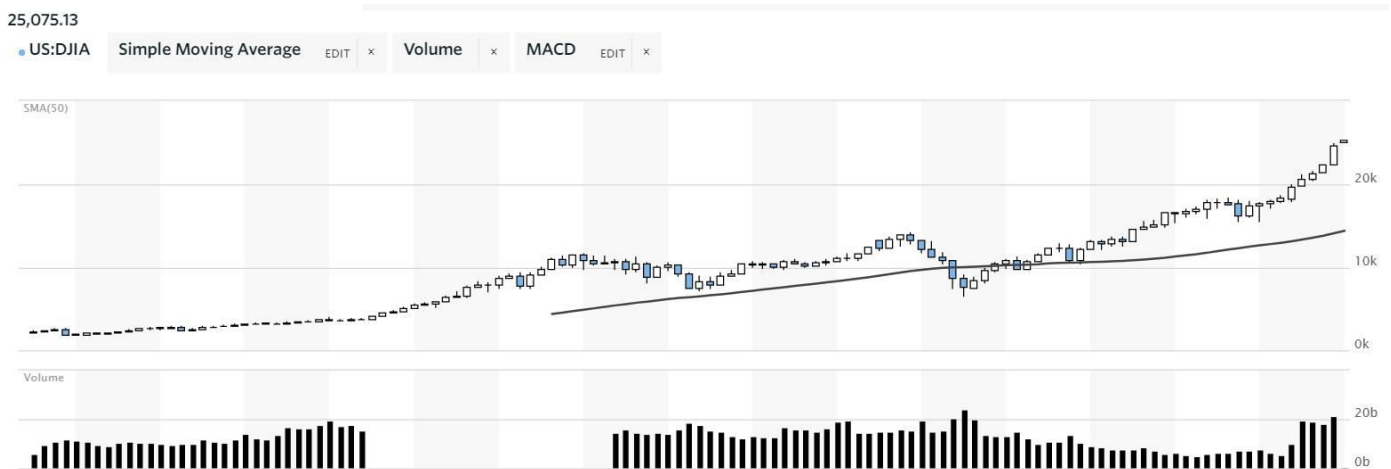 25,075.13
US:DJIA Simple Moving Average EDIT × Volume × MACD EDIT ×
SMA(50)
20k
10k
0k
Volume
20b
0b